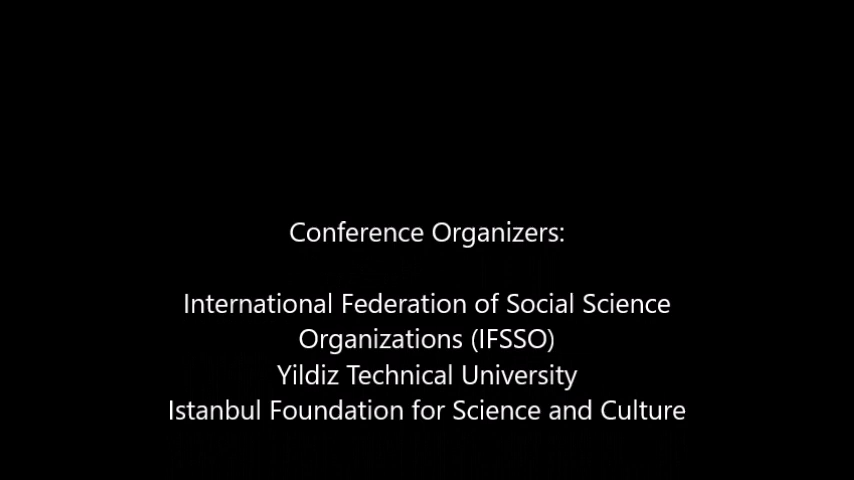 Conference Organizers:
International Federation of Social Science
Organizations (IFSSO)
Yildiz Technical University
Istanbul Foundation for Science and Culture